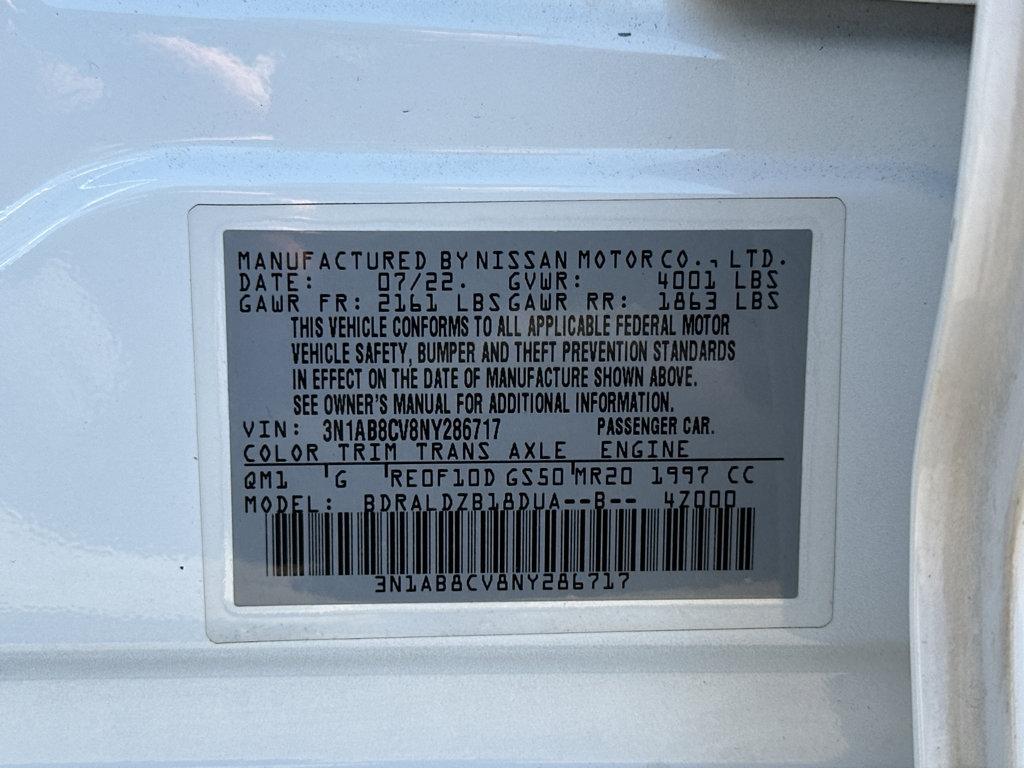 MANUFACTURED BY NISSAN MOTOR CO., LTD.
DATE: 07/22. GVWR: 4001 LBS
GAWR FR: 2161 LBS GAWR RR: 1863 LBS
THIS VEHICLE CONFORMS TO ALL APPLICABLE FEDERAL MOTOR
VEHICLE SAFETY, BUMPER AND THEFT PREVENTION STANDARDS
IN EFFECT ON THE DATE OF MANUFACTURE SHOWN ABOVE.
SEE OWNER'S MANUAL FOR ADDITIONAL INFORMATION.
VIN: 3N1AB8CV8NY286717 PASSENGER CAR.
COLOR TRIM TRANS AXLE ENGINE
QM1 G RE0F10D GS50 MR20 1997 CC
MODEL: BDRALDZB18DUA--B-- 4Z000
3N1AB8CV8NY286717